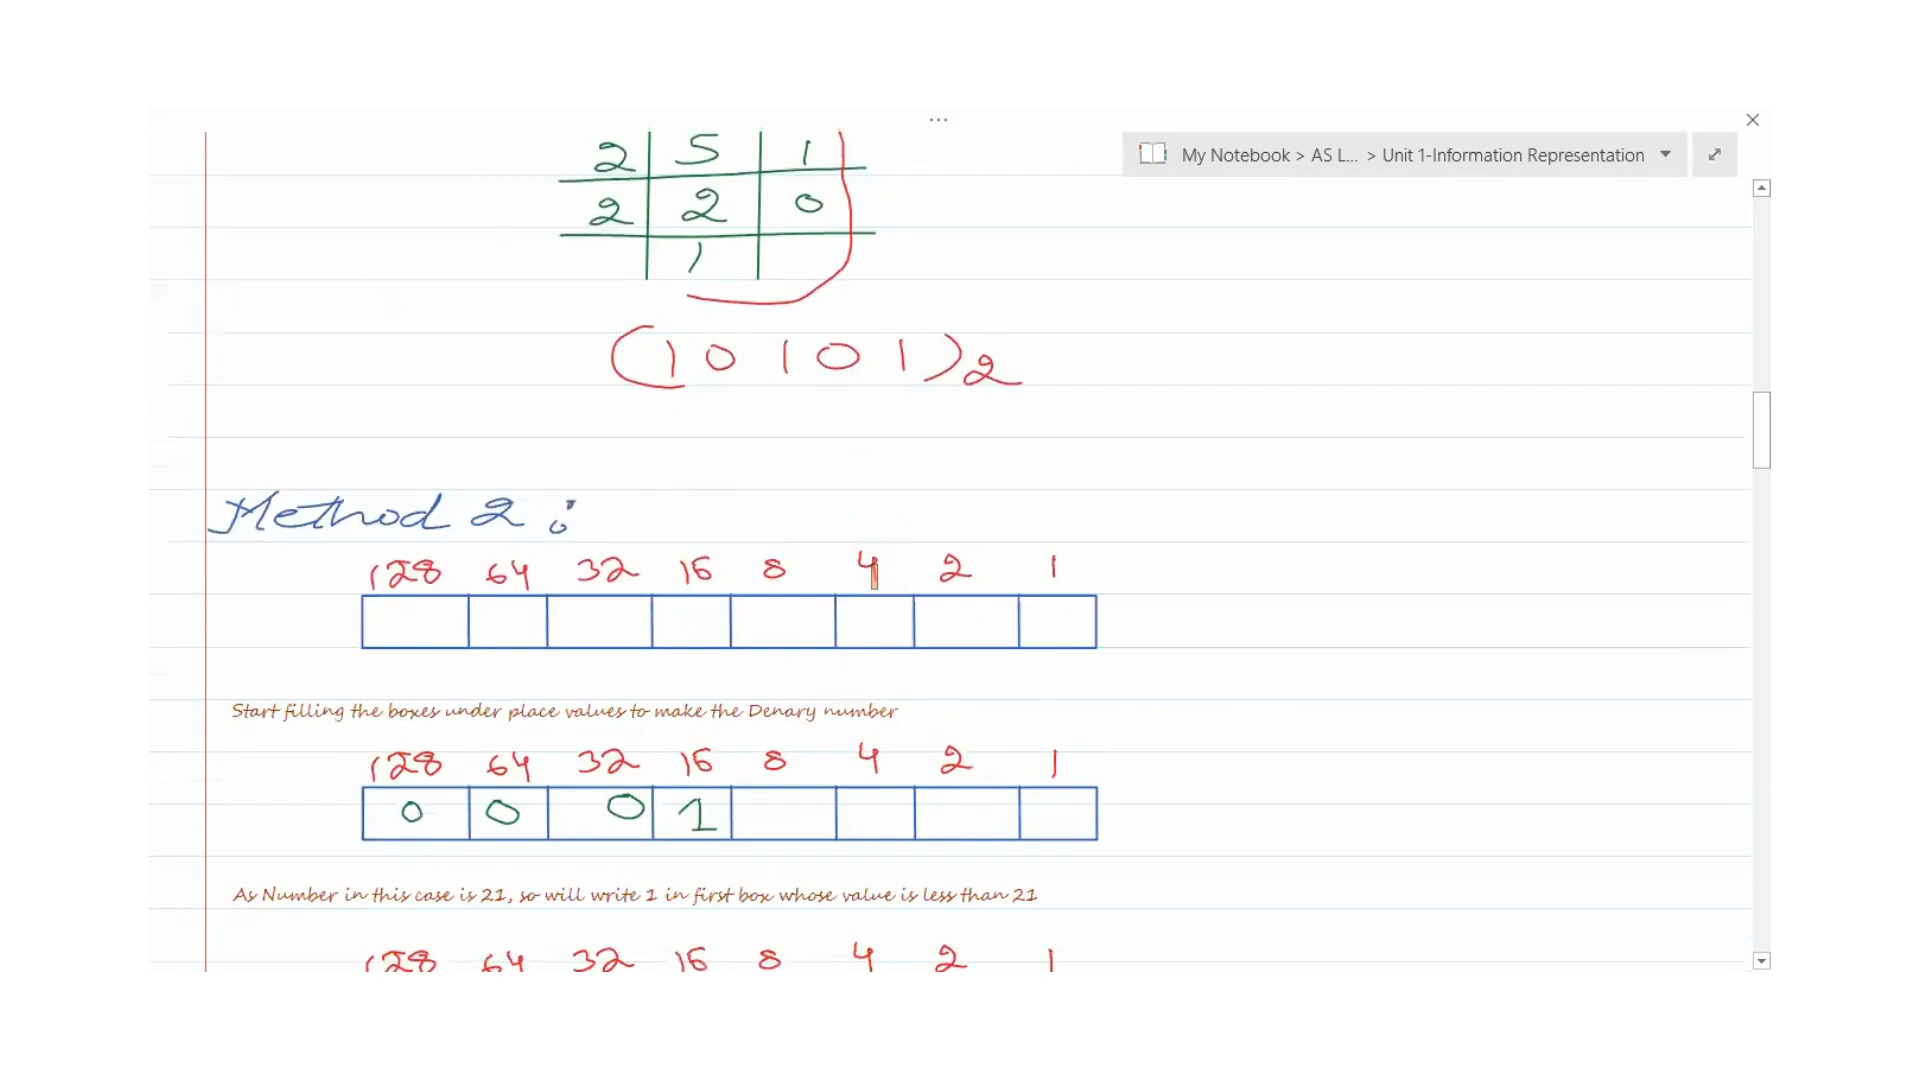 ...
My Notebook > AS L... > Unit 1-Information Representation
2 5 1
2 2 0
1
(10101)2
Method 2 :
128 64 32 16 8 4 2 1
Start filling the boxes under place values to make the Denary number
128 64 32 16 8 4 2 1
0 0 0 1
As Number in this case is 21, so will write 1 in first box whose value is less than 21
128 64 32 16 8 4 2 1